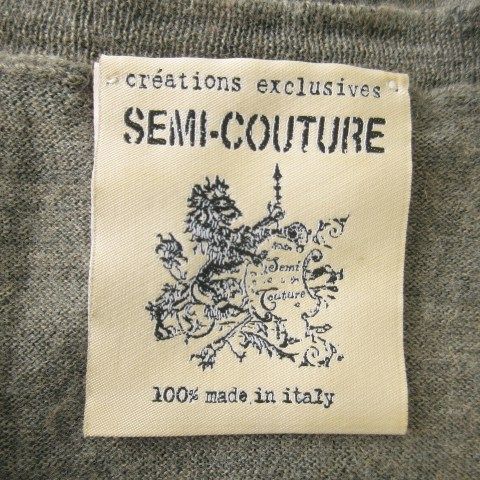 créations exclusives
SEMI-COUTURE
Semi
Couture
100% made in italy